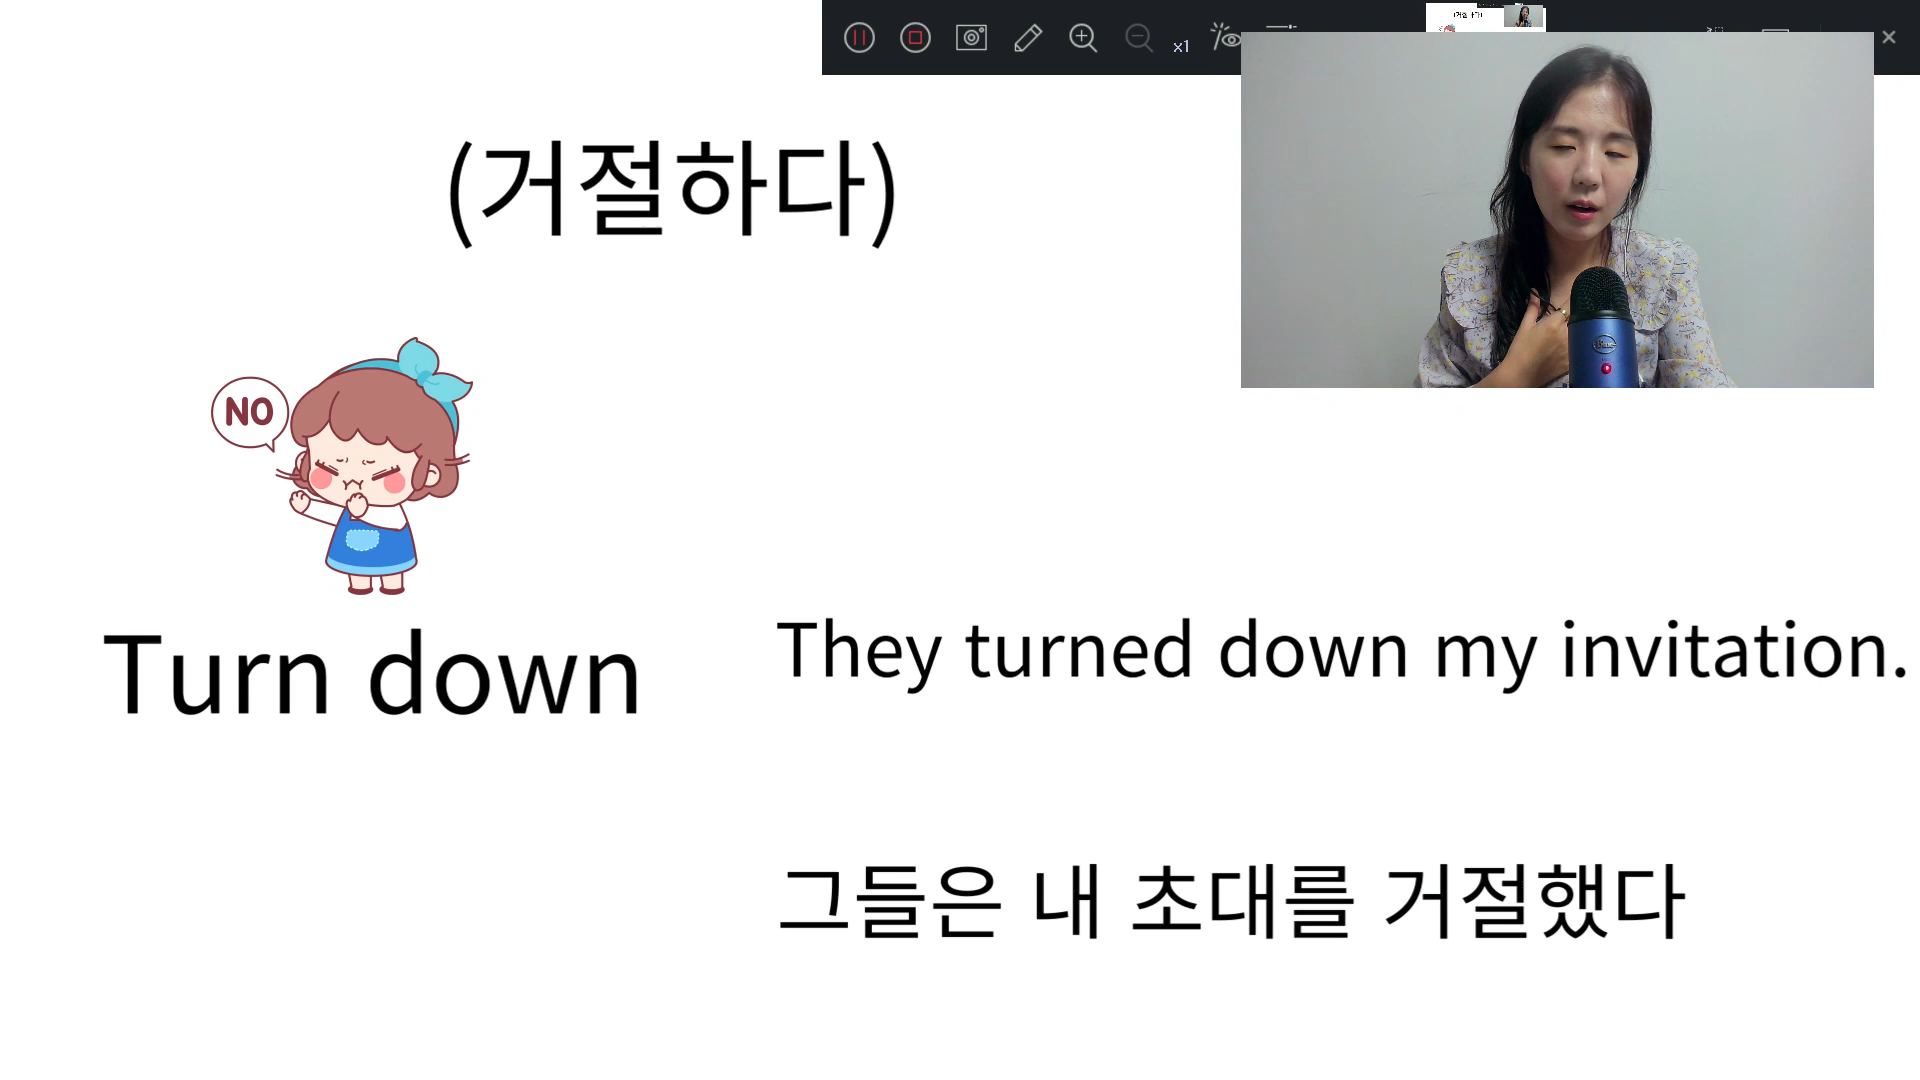 x1
(거절하다)
NO
Turn down
They turned down my invitation.
그들은 내 초대를 거절했다
Blue